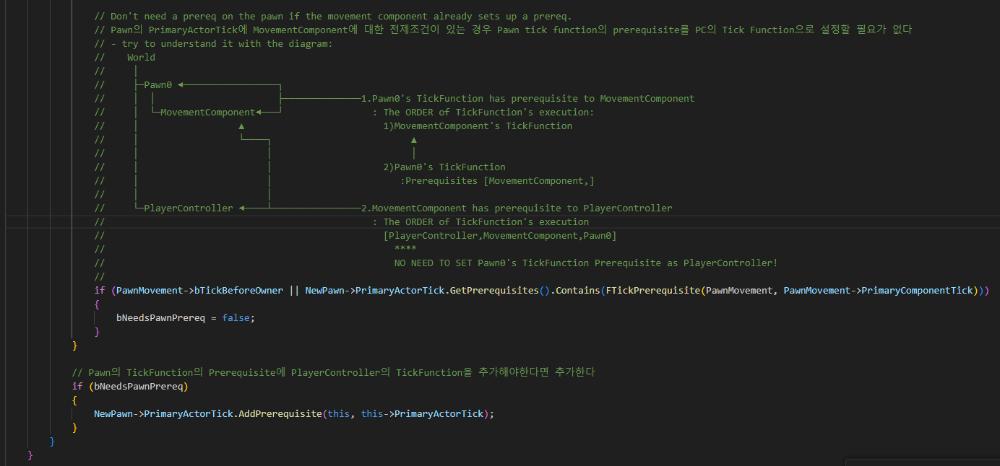 // Don't need a prereq on the pawn if the movement component already sets up a prereq.
// Pawn의 PrimaryActorTick에 MovementComponent에 대한 전제조건이 있는 경우 Pawn tick function의 prerequisite를 PC의 Tick Function으로 설정할 필요가 없다
// - try to understand it with the diagram:
//    World
//     │
//     ├─Pawn0 ◄─────────────────┐
//     │  │                      ├──────────────1.Pawn0's TickFunction has prerequisite to MovementComponent
//     │  └─MovementComponent◄───┘                : The ORDER of TickFunction's execution:
//     │                  ▲                         1)MovementComponent's TickFunction
//     │                  └────┐                         ▲
//     │                       │                         │
//     │                       │                    2)Pawn0's TickFunction
//     │                       │                       :Prerequisites [MovementComponent,]
//     │                       │
//     └─PlayerController ◄────┴────────────────2.MovementComponent has prerequisite to PlayerController
//                                                : The ORDER of TickFunction's execution
//                                                  [PlayerController,MovementComponent,Pawn0]
//                                                    ****
//                                                    NO NEED TO SET Pawn0's TickFunction Prerequisite as PlayerController!
//
if (PawnMovement->bTickBeforeOwner || NewPawn->PrimaryActorTick.GetPrerequisites().Contains(FTickPrerequisite(PawnMovement, PawnMovement->PrimaryComponentTick)))
{
bNeedsPawnPrereq = false;
}
}
// Pawn의 TickFunction의 Prerequisite에 PlayerController의 TickFunction을 추가해야한다면 추가한다
if (bNeedsPawnPrereq)
{
NewPawn->PrimaryActorTick.AddPrerequisite(this, this->PrimaryActorTick);
}
}
}